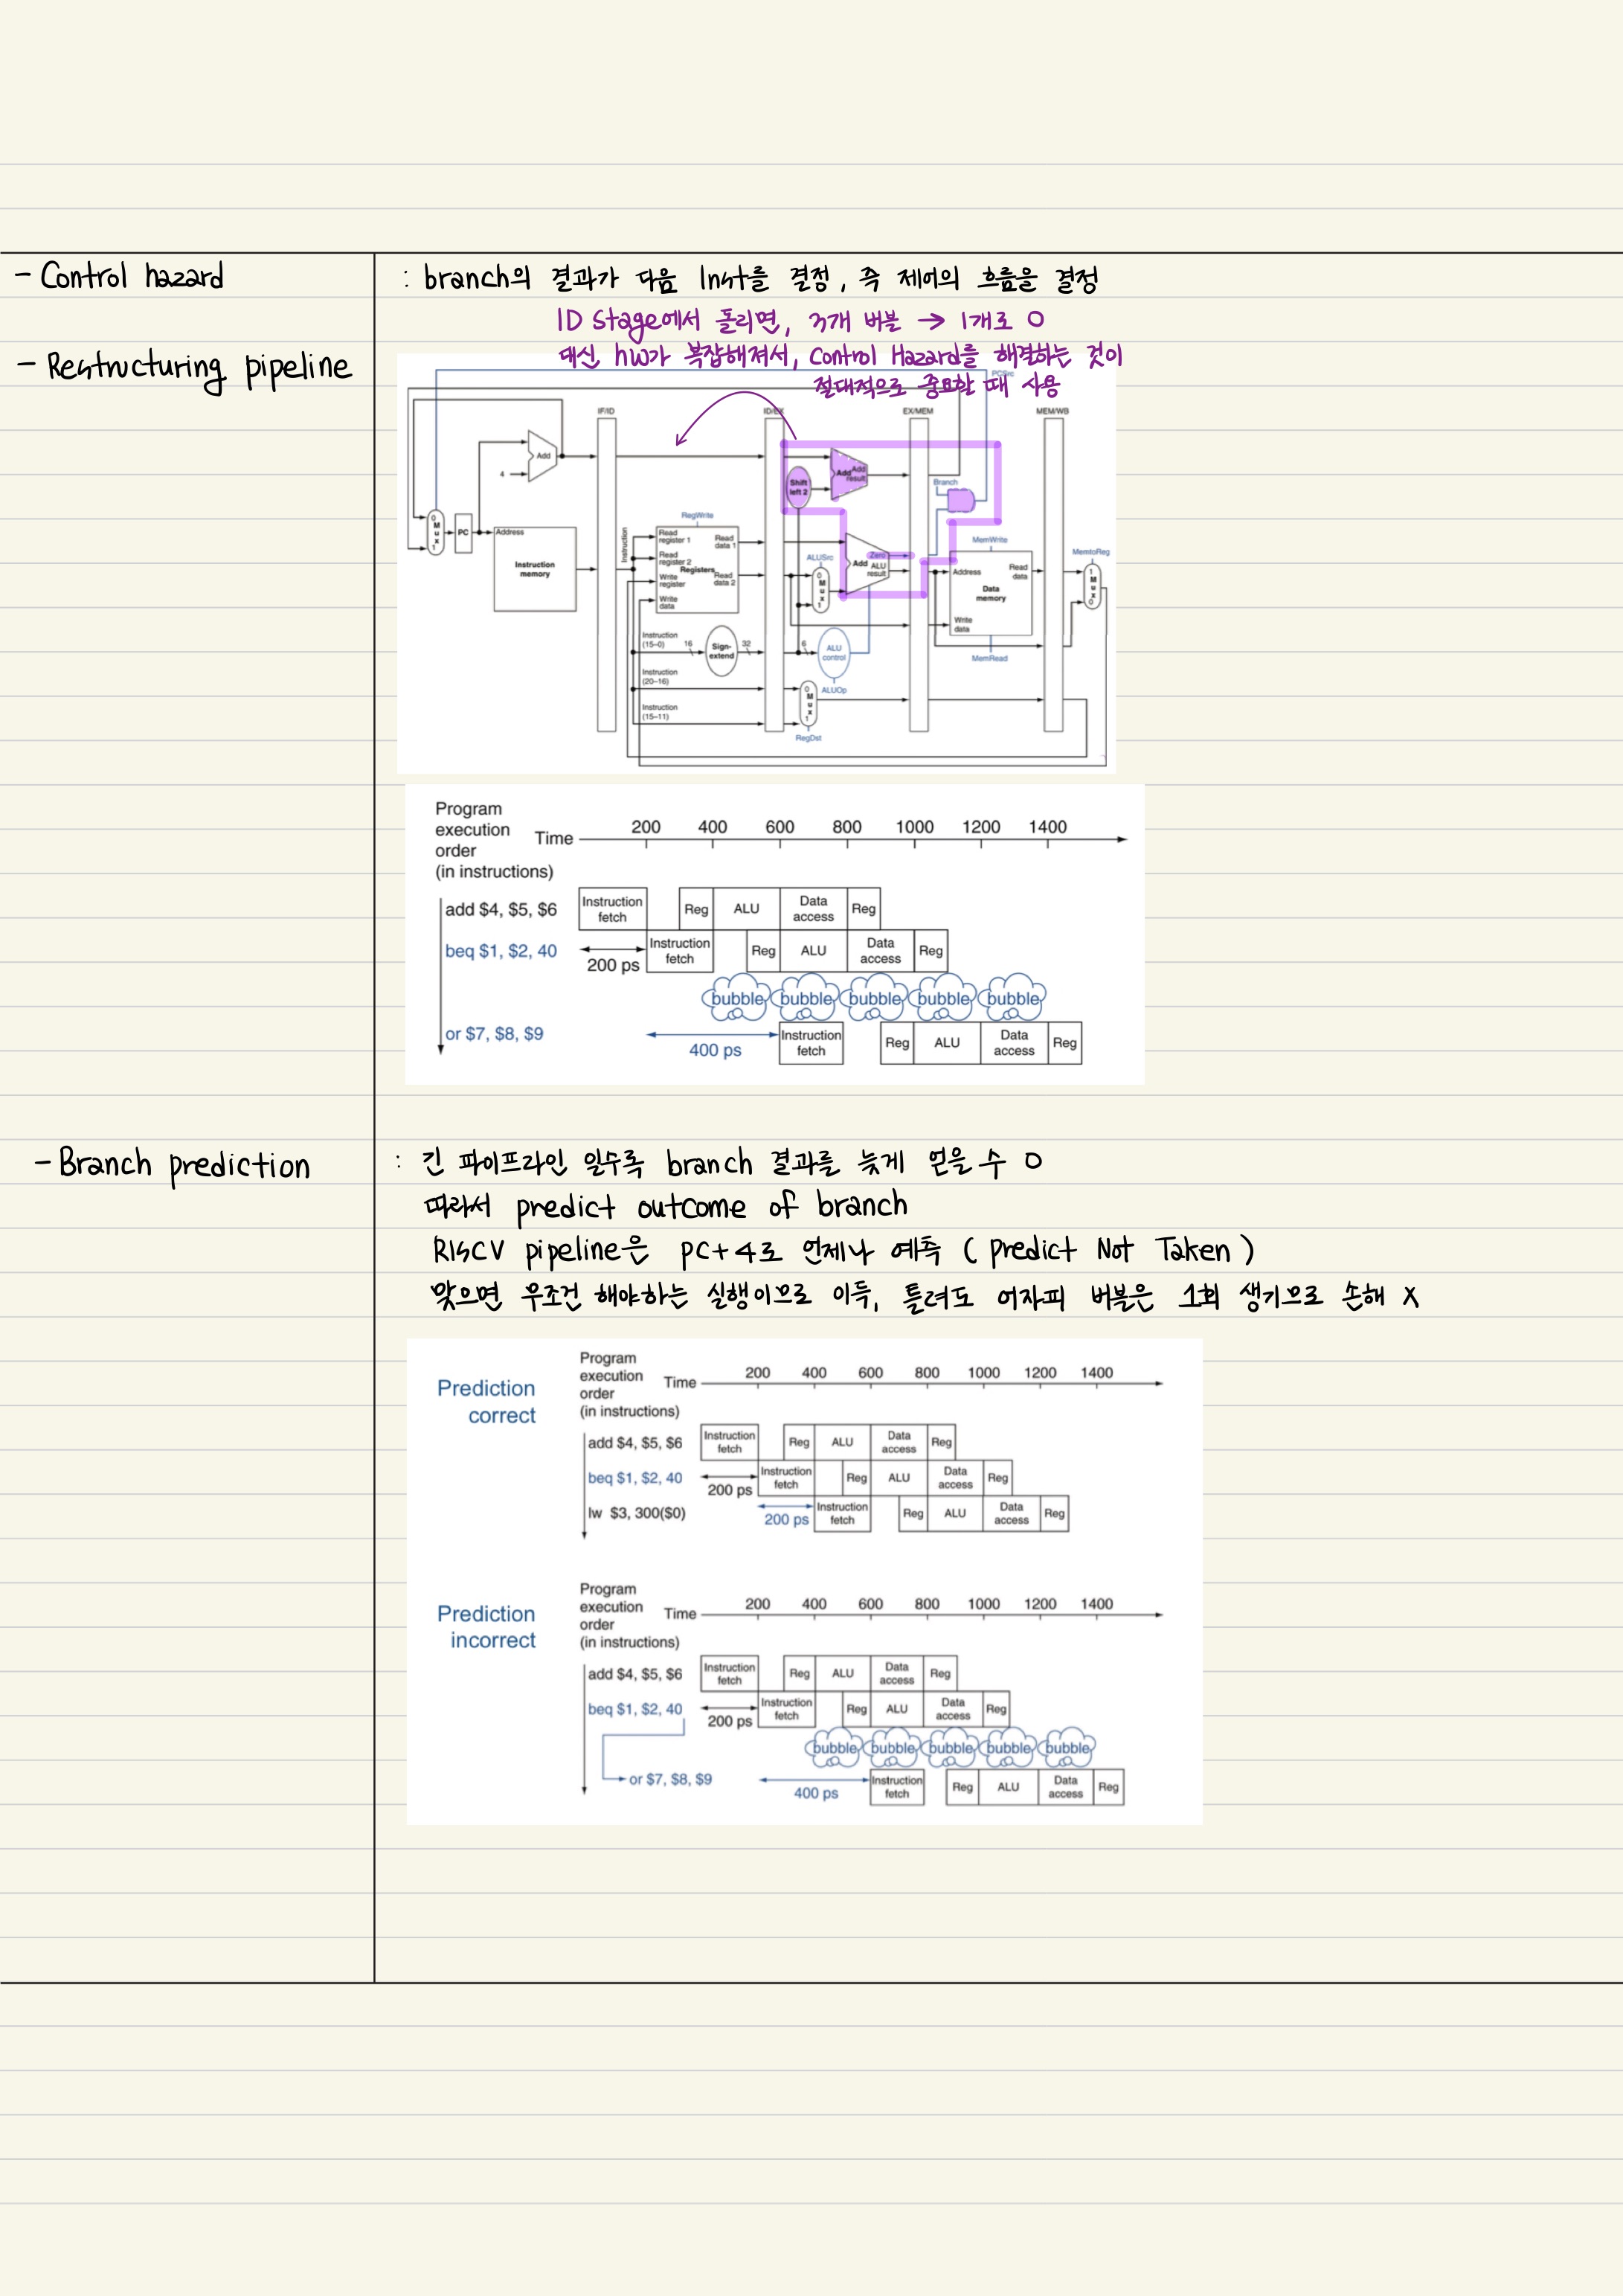 - Control hazard
: branch의 결과가 다음 Inst를 결정, 즉 제어의 흐름을 결정
ID stage에서 돌리면, 3개 버블 → 1개로 O
- Restructuring pipeline
대신 hw가 복잡해져서, Control Hazard를 해결하는 것이
절대적으로 중요할 때 사용
PCSrc
IF/ID
ID/EX
EX/MEM
MEM/WB
Add
4
Shift
left 2
Add Add
result
Branch
0
M
u
x
1
PC
Address
Instruction
memory
Instruction
RegWrite
Read
register 1
Read
data 1
Read
register 2
Registers
Write
register
Read
data 2
Write
data
ALUSrc
0
M
u
x
1
Zero
Add ALU
result
MemWrite
Address
Read
data
Data
memory
Write
data
MemRead
MemtoReg
1
M
u
x
0
Instruction
(15–0)
16
Sign-
extend
32
6
ALU
control
Instruction
(20–16)
ALUOp
Instruction
(15–11)
0
M
u
x
1
RegDst
Program
execution
order
(in instructions)
Time
200 400 600 800 1000 1200 1400
add $4, $5, $6
Instruction
fetch
Reg
ALU
Data
access
Reg
beq $1, $2, 40
200 ps
Instruction
fetch
Reg
ALU
Data
access
Reg
bubble bubble bubble bubble bubble
or $7, $8, $9
400 ps
Instruction
fetch
Reg
ALU
Data
access
Reg
- Branch prediction
: 긴 파이프라인 일수록 branch 결과를 늦게 얻을 수 O
따라서 predict outcome of branch
RISCV pipeline은 PC+4로 언제나 예측 ( Predict Not Taken )
맞으면 무조건 해야하는 실행이므로 이득, 틀려도 어자피 버블은 1회 생기므로 손해 X
Prediction
correct
Program
execution
order
(in instructions)
Time
200 400 600 800 1000 1200 1400
add $4, $5, $6
Instruction
fetch
Reg
ALU
Data
access
Reg
beq $1, $2, 40
200 ps
Instruction
fetch
Reg
ALU
Data
access
Reg
lw $3, 300($0)
200 ps
Instruction
fetch
Reg
ALU
Data
access
Reg
Prediction
incorrect
Program
execution
order
(in instructions)
Time
200 400 600 800 1000 1200 1400
add $4, $5, $6
Instruction
fetch
Reg
ALU
Data
access
Reg
beq $1, $2, 40
200 ps
Instruction
fetch
Reg
ALU
Data
access
Reg
bubble bubble bubble bubble bubble
or $7, $8, $9
400 ps
Instruction
fetch
Reg
ALU
Data
access
Reg